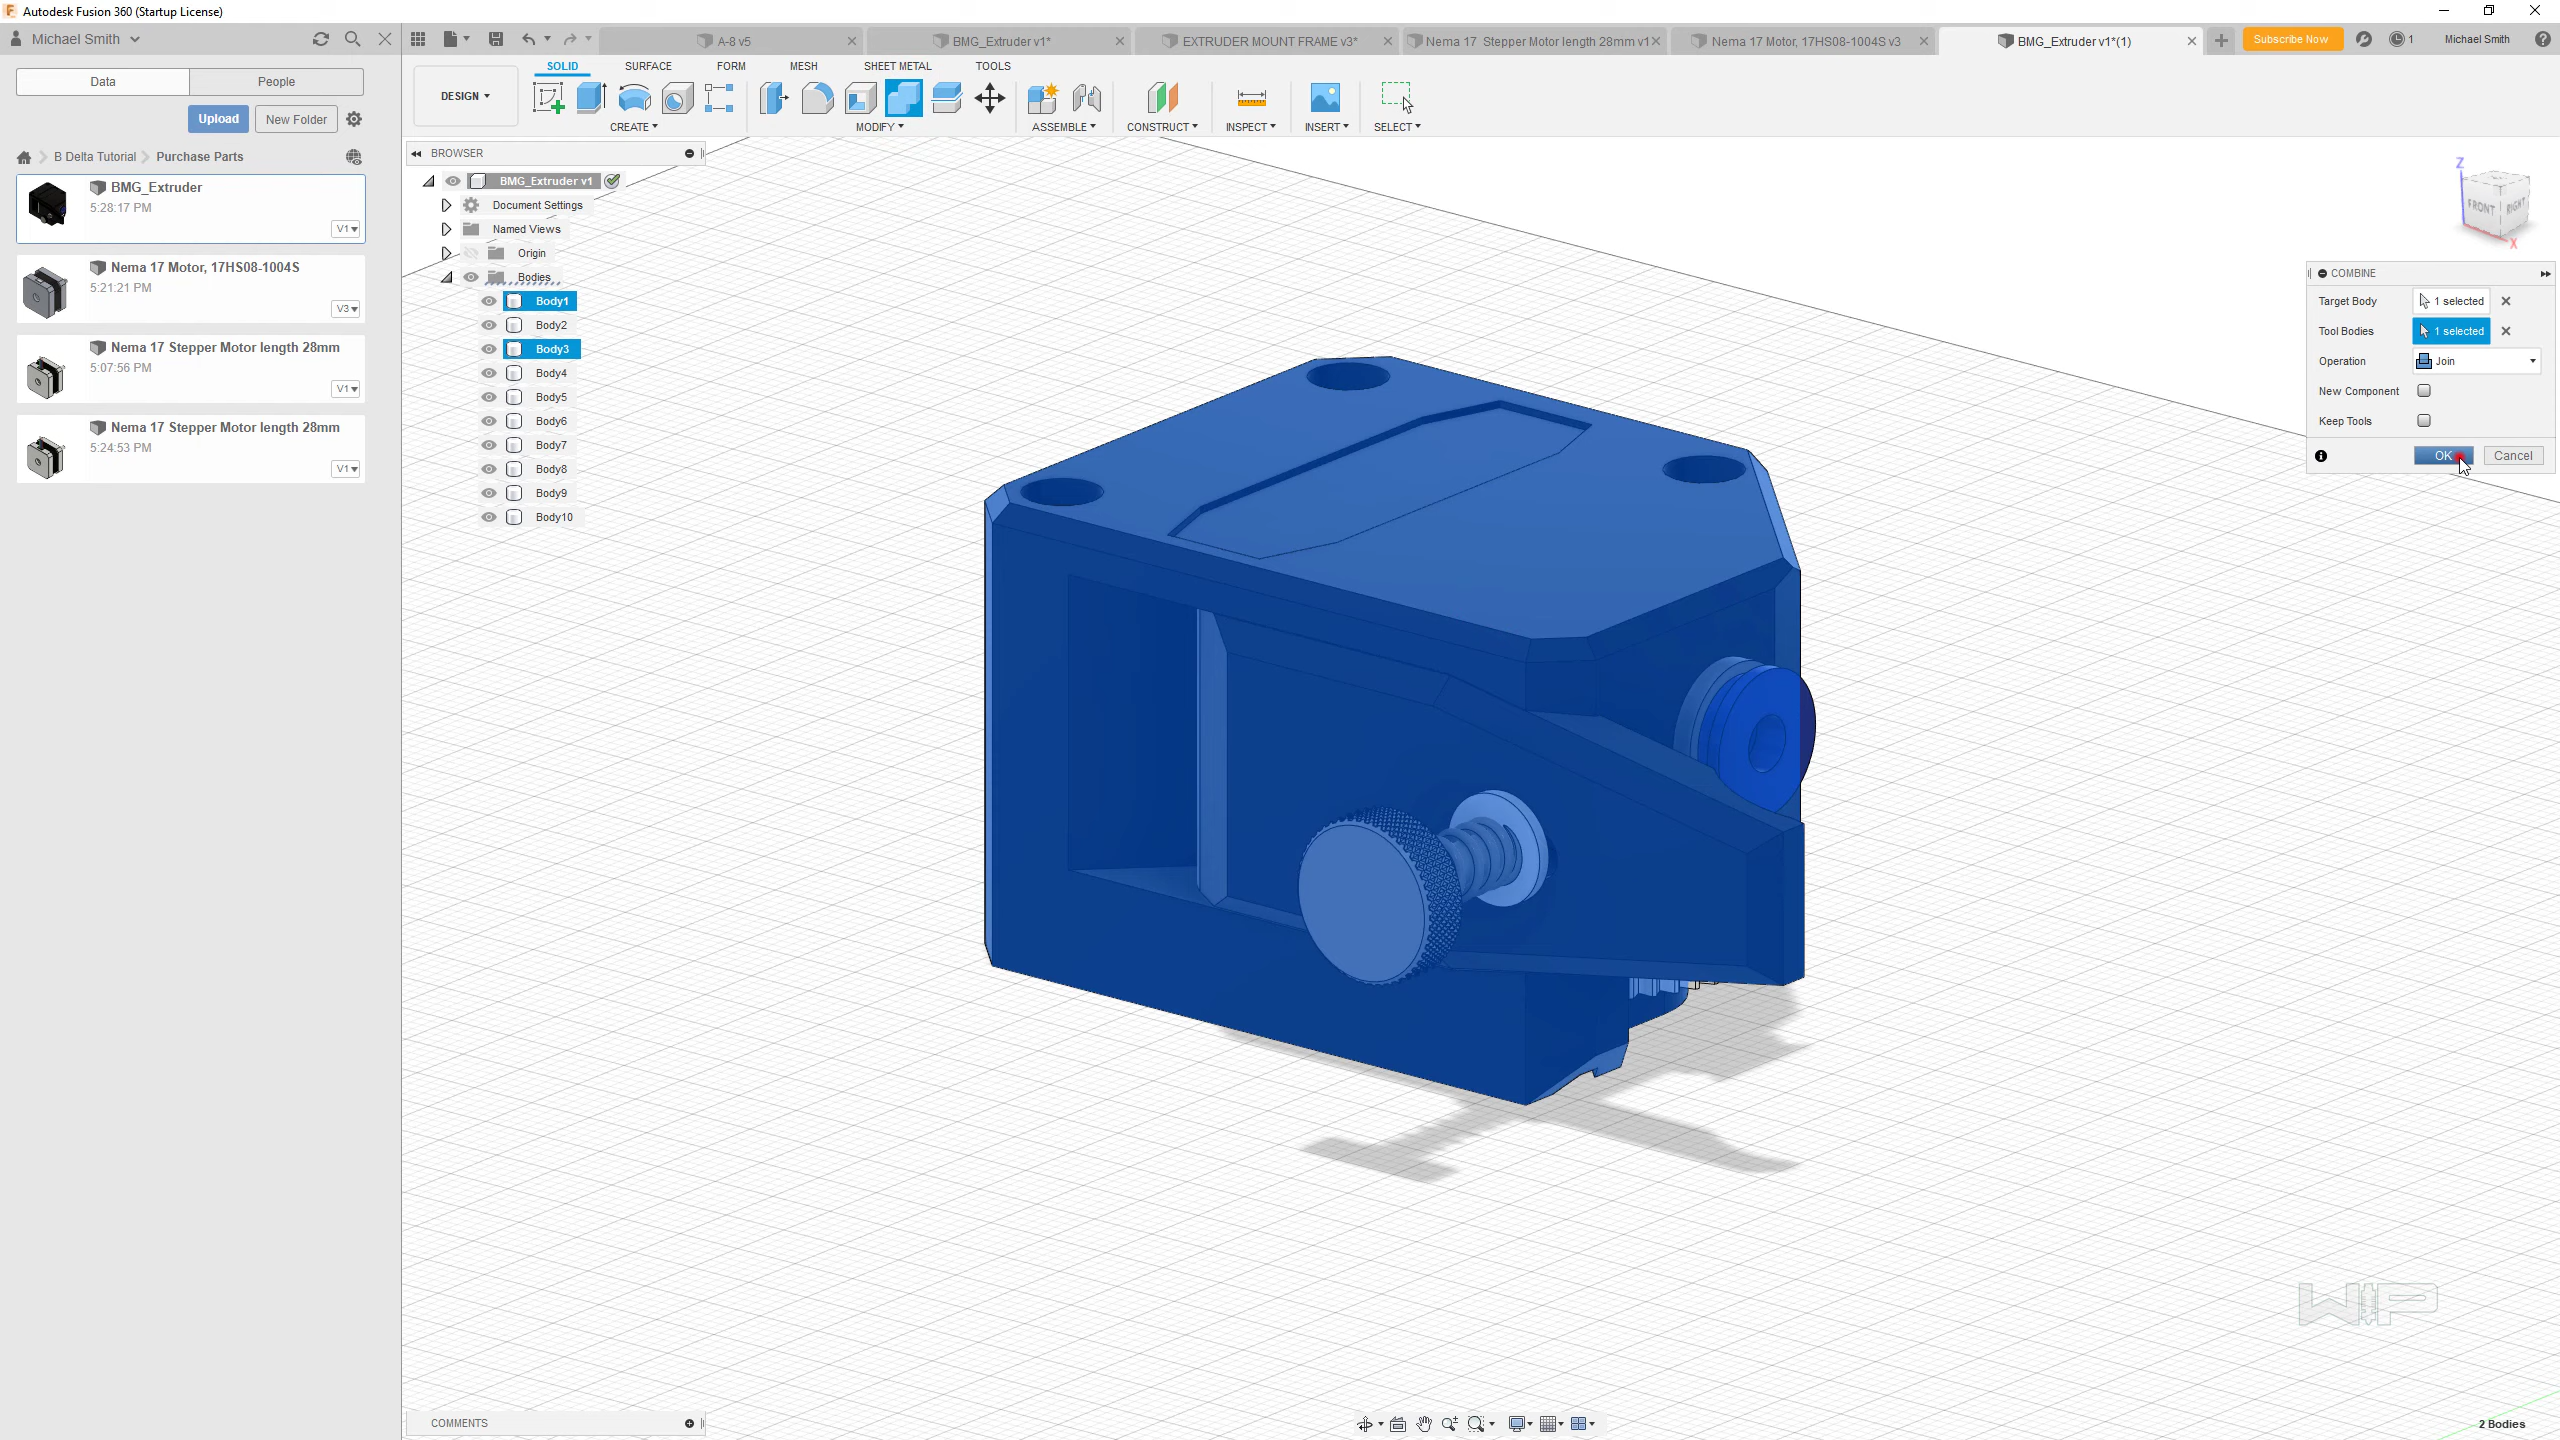 Autodesk Fusion 360 (Startup License)
Michael Smith
A-8 v5
BMG_Extruder v1*
EXTRUDER MOUNT FRAME v3*
Nema 17 Stepper Motor length 28mm v1
Nema 17 Motor, 17HS08-1004S v3
BMG_Extruder v1*(1)
Subscribe Now
1
Michael Smith
Data
People
Upload
New Folder
B Delta Tutorial
Purchase Parts
BMG_Extruder
5:28:17 PM
V1
Nema 17 Motor, 17HS08-1004S
5:21:21 PM
V3
Nema 17 Stepper Motor length 28mm
5:07:56 PM
V1
Nema 17 Stepper Motor length 28mm
5:24:53 PM
V1
DESIGN
SOLID
SURFACE
FORM
MESH
SHEET METAL
TOOLS
CREATE
MODIFY
ASSEMBLE
CONSTRUCT
INSPECT
INSERT
SELECT
BROWSER
BMG_Extruder v1
Document Settings
Named Views
Origin
Bodies
Body1
Body2
Body3
Body4
Body5
Body6
Body7
Body8
Body9
Body10
Z
FRONT
RIGHT
X
COMBINE
Target Body
1 selected
Tool Bodies
1 selected
Operation
Join
New Component
Keep Tools
OK
Cancel
COMMENTS
2 Bodies